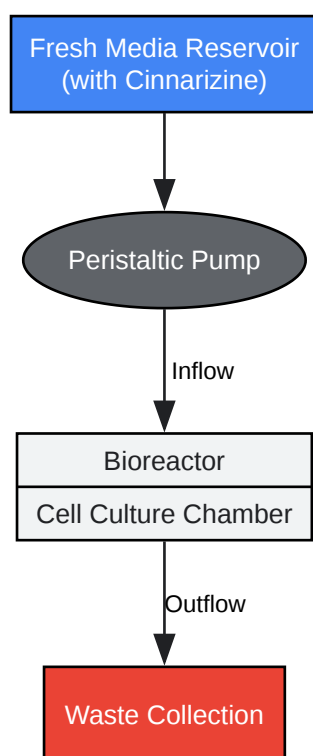 Fresh Media Reservoir
(with Cinnarizine)
Peristaltic Pump
Inflow
Bioreactor
Cell Culture Chamber
Outflow
Waste Collection